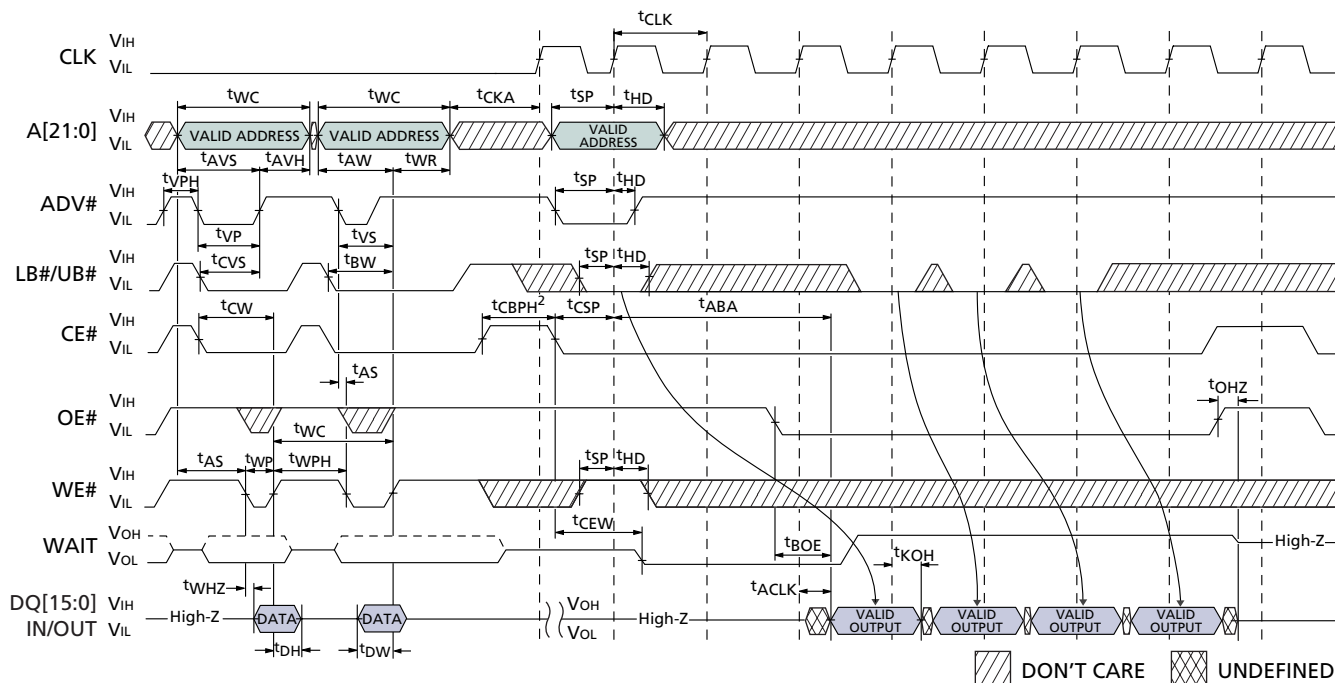 tCLK
CLK VIH
VIL
tWC tWC tCKA tSP tHD
A[21:0] VIH
VIL
VALID ADDRESS VALID ADDRESS VALID
ADDRESS
tAVS tAVH tAW tWR
tVPH tSP tHD
ADV# VIH
VIL
tVP tVS
LB#/UB# VIH
VIL
tCVS tBW tSP tHD
tCW tCBPH2 tCSP tABA
CE# VIH
VIL
tAS tOHZ
OE# VIH
VIL
tWC
tAS tWP tWPH tSP tHD
WE# VIH
VIL
tCEW
WAIT VOH
VOL
High-Z
tBOE tKOH
tWHZ tACLK
DQ[15:0]
IN/OUT
VIH
VIL
High-Z DATA DATA VOH
VOL
High-Z VALID
OUTPUT VALID
OUTPUT VALID
OUTPUT VALID
OUTPUT
tDH tDW
DON'T CARE UNDEFINED